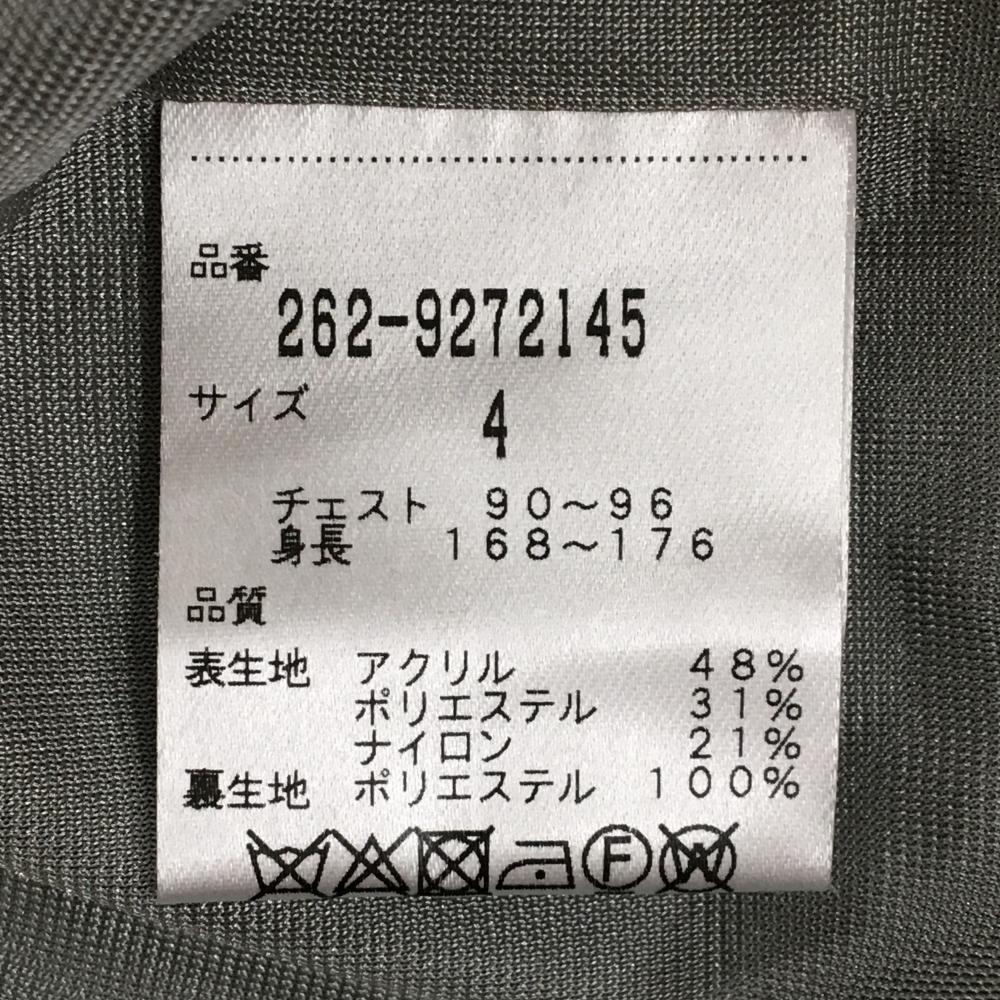 品番
262-9272145
サイズ 4
チェスト 90〜96
身長 168〜176
品質
表生地 アクリル 48%
ポリエステル 31%
ナイロン 21%
裏生地 ポリエステル 100%
F W